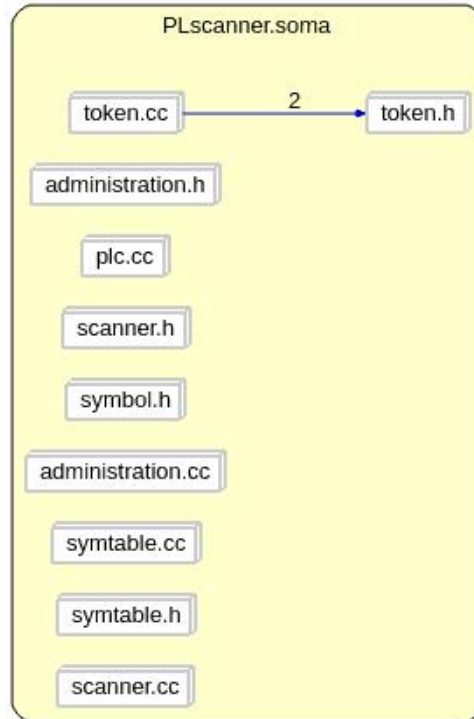 PLscanner.soma
token.cc 2 token.h
administration.h
plc.cc
scanner.h
symbol.h
administration.cc
symtable.cc
symtable.h
scanner.cc